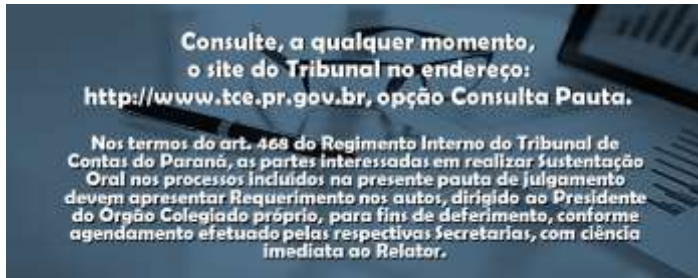 Consulte, a qualquer momento,
o site do Tribunal no endereço:
http://www.tce.pr.gov.br, opção Consulta Pauta.
Nos termos do art. 468 do Regimento Interno do Tribunal de
Contas do Paraná, as partes interessadas em realizar Sustentação
Oral nos processos incluídos na presente pauta de julgamento
devem apresentar Requerimento nos autos, dirigido ao Presidente
do Órgão Colegiado próprio, para fins de deferimento, conforme
agendamento efetuado pelas respectivas Secretarias, com ciência
imediata ao Relator.